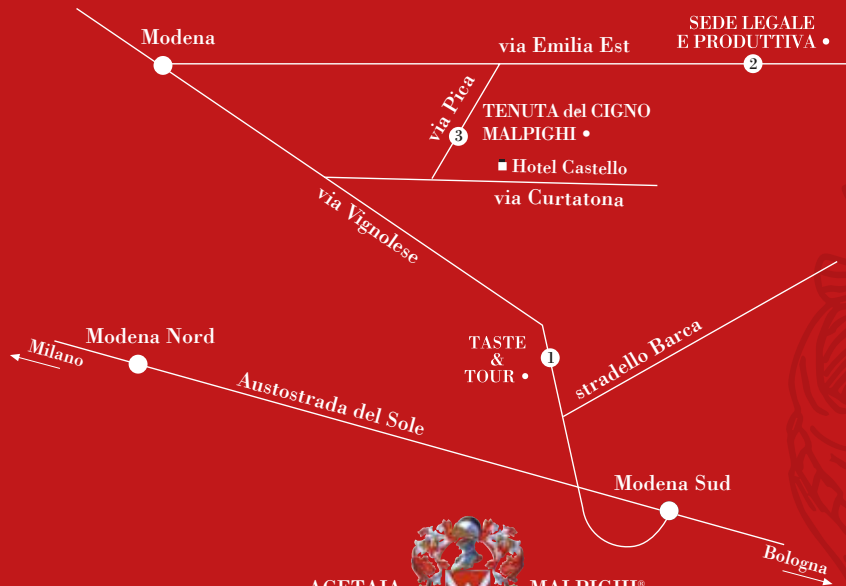 SEDE LEGALE
E PRODUTTIVA •
Modena
via Emilia Est
2
via Pica
TENUTA del CIGNO
3
MALPIGHI •
Hotel Castello
via Curtatona
via Vignolese
Modena Nord
Milano
TASTE
&
TOUR •
1
stradello Barca
Austostrada del Sole
Modena Sud
Bologna
ACETAIA MALPIGHI®